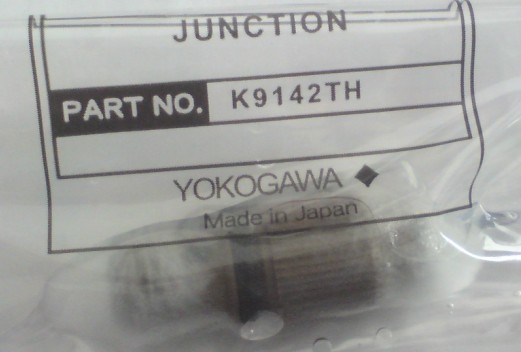 JUNCTION
PART NO. K9142TH
YOKOGAWA ◆
Made in Japan